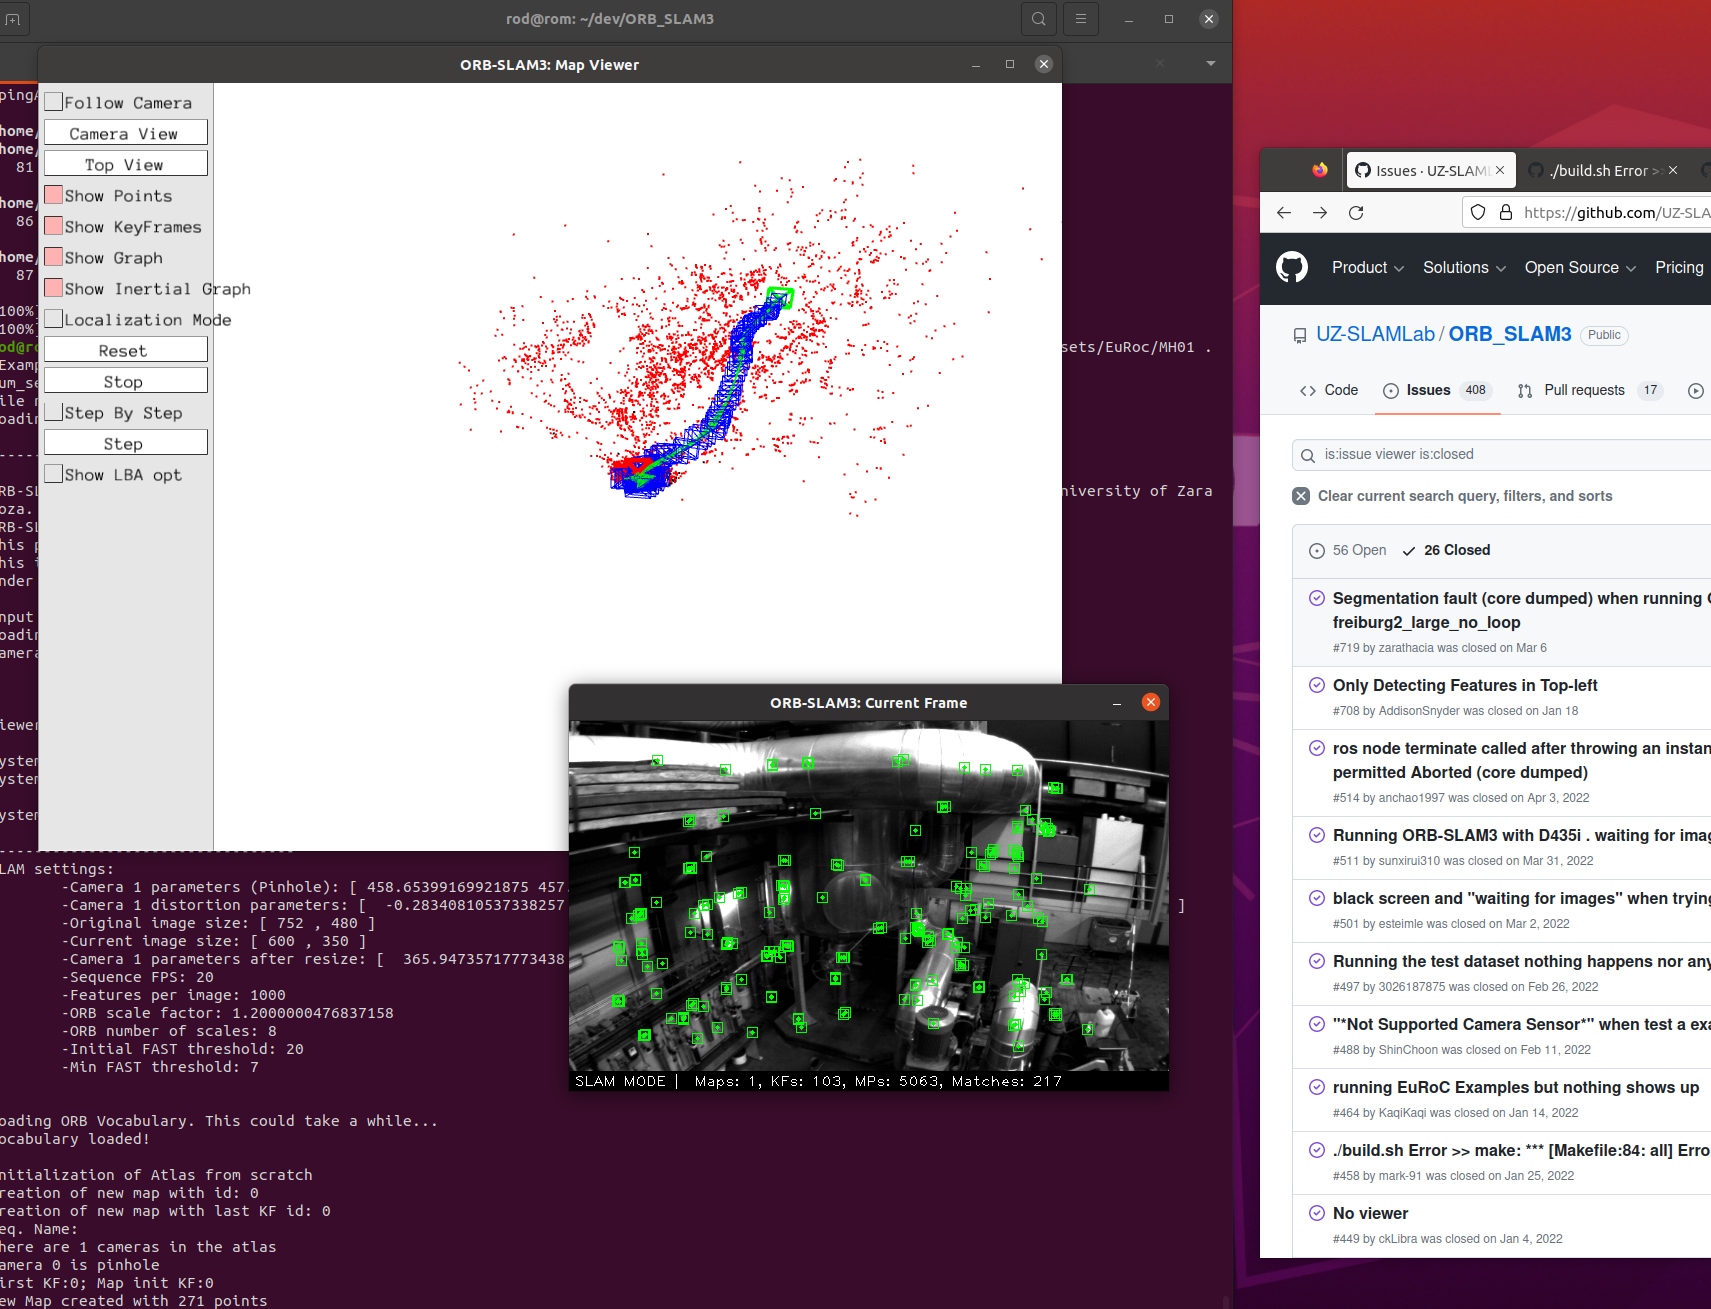 rod@rom: ~/dev/ORB_SLAM3
ORB-SLAM3: Map Viewer
Follow Camera
Camera View
Top View
Show Points
Show KeyFrames
Show Graph
Show Inertial Graph
Localization Mode
Reset
Stop
Step By Step
Step
Show LBA opt
ping
home/
home/
81
home/
86
home/
87
100%]
100%]
od@ro
sets/EuRoc/MH01 .
Examp
um_se
ile n
oadin
-----
RB-SL
niversity of Zara
oza.
RB-SL
his p
his i
nder
nput
oadin
amera
iewer
ystem
ystem
ystem
---------------------------------
LAM settings:
-Camera 1 parameters (Pinhole): [ 458.65399169921875 457.
-Camera 1 distortion parameters: [  -0.28340810537338257 ]
-Original image size: [ 752 , 480 ]
-Current image size: [ 600 , 350 ]
-Camera 1 parameters after resize: [  365.94735717773438
-Sequence FPS: 20
-Features per image: 1000
-ORB scale factor: 1.2000000476837158
-ORB number of scales: 8
-Initial FAST threshold: 20
-Min FAST threshold: 7
oading ORB Vocabulary. This could take a while...
ocabulary loaded!
nitialization of Atlas from scratch
reation of new map with id: 0
reation of new map with last KF id: 0
eq. Name:
here are 1 cameras in the atlas
amera 0 is pinhole
irst KF:0; Map init KF:0
ew Map created with 271 points
ORB-SLAM3: Current Frame
SLAM MODE |  Maps: 1, KFs: 103, MPs: 5063, Matches: 217
Issues · UZ-SLAML
./build.sh Error >>
https://github.com/UZ-SLA
Product
Solutions
Open Source
Pricing
UZ-SLAMLab / ORB_SLAM3 Public
Code
Issues 408
Pull requests 17
is:issue viewer is:closed
Clear current search query, filters, and sorts
56 Open
26 Closed
Segmentation fault (core dumped) when running
freiburg2_large_no_loop
#719 by zarathacia was closed on Mar 6
Only Detecting Features in Top-left
#708 by AddisonSnyder was closed on Jan 18
ros node terminate called after throwing an instan
permitted Aborted (core dumped)
#514 by anchao1997 was closed on Apr 3, 2022
Running ORB-SLAM3 with D435i . waiting for imag
#511 by sunxirui310 was closed on Mar 31, 2022
black screen and "waiting for images" when trying
#501 by esteimle was closed on Mar 2, 2022
Running the test dataset nothing happens nor any
#497 by 3026187875 was closed on Feb 26, 2022
"*Not Supported Camera Sensor*" when test a exa
#488 by ShinChoon was closed on Feb 11, 2022
running EuRoC Examples but nothing shows up
#464 by KaqiKaqi was closed on Jan 14, 2022
./build.sh Error >> make: *** [Makefile:84: all] Erro
#458 by mark-91 was closed on Jan 25, 2022
No viewer
#449 by ckLibra was closed on Jan 4, 2022